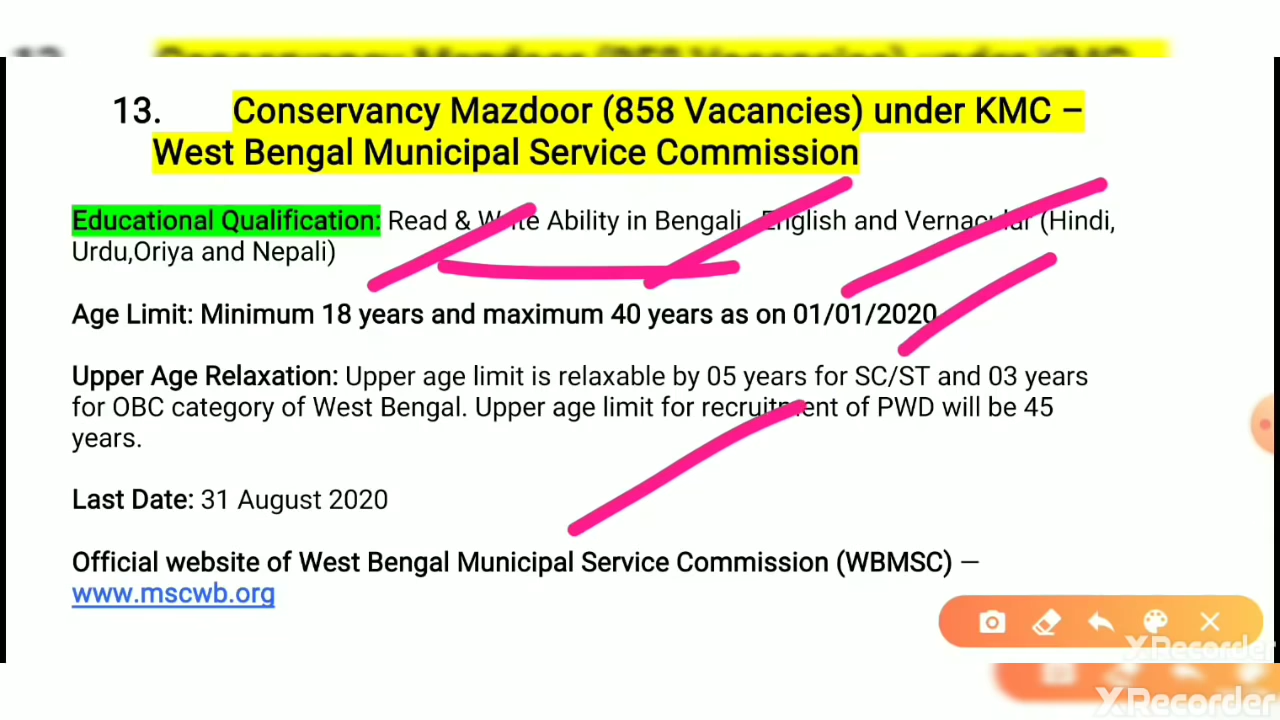 13. Conservancy Mazdoor (858 Vacancies) under KMC –
West Bengal Municipal Service Commission
Educational Qualification: Read & Write Ability in Bengali, English and Vernacular (Hindi,
Urdu,Oriya and Nepali)
Age Limit: Minimum 18 years and maximum 40 years as on 01/01/2020
Upper Age Relaxation: Upper age limit is relaxable by 05 years for SC/ST and 03 years
for OBC category of West Bengal. Upper age limit for recruitment of PWD will be 45
years.
Last Date: 31 August 2020
Official website of West Bengal Municipal Service Commission (WBMSC) –
www.mscwb.org
XRecorder
XRecorder